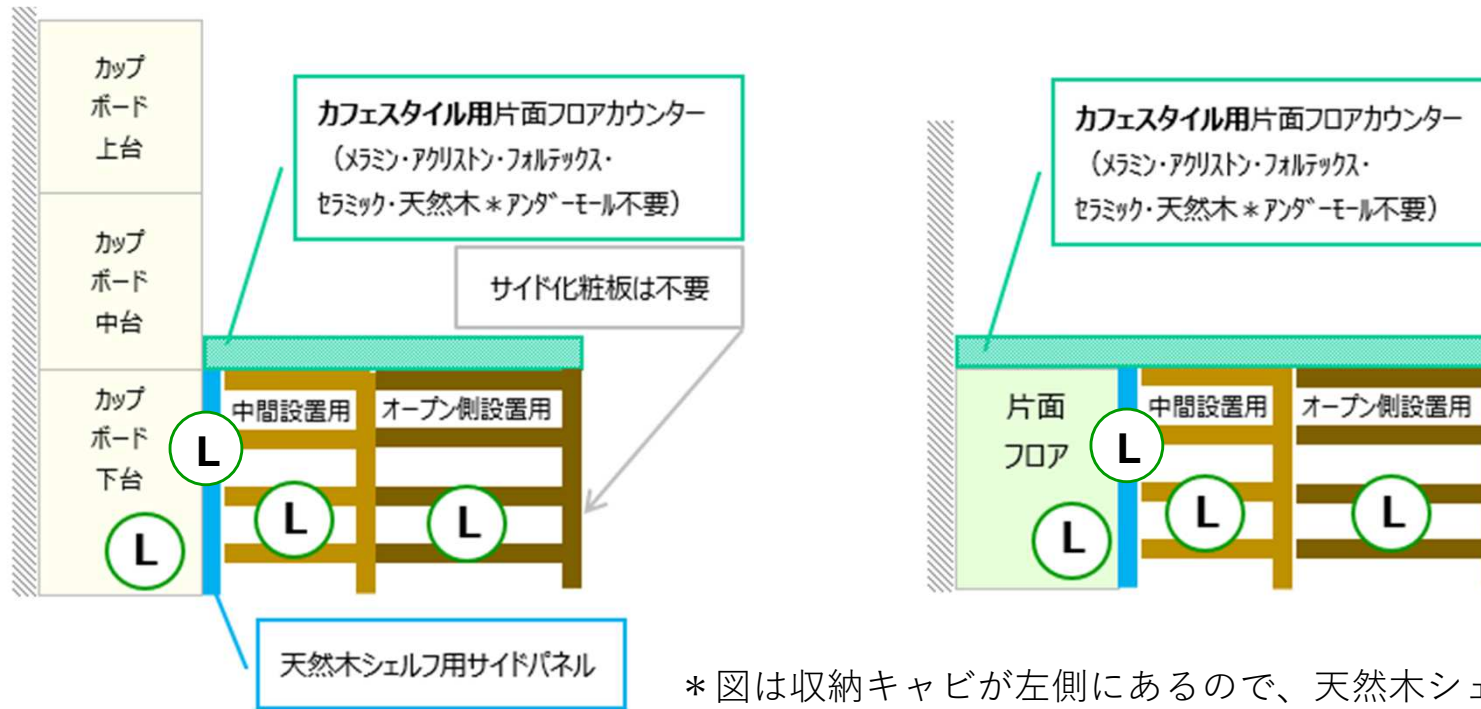 カップ
ボード
上台
カップ
ボード
中台
カップ
ボード
下台
カフェスタイル用片面フロアカウンター
（メラミン・アクリストン・フォルテックス・
セラミック・天然木＊アンダーモール不要）
サイド化粧板は不要
中間設置用
オープン側設置用
L
L
L
L
天然木シェルフ用サイドパネル
カフェスタイル用片面フロアカウンター
（メラミン・アクリストン・フォルテックス・
セラミック・天然木＊アンダーモール不要）
片面
フロア
中間設置用
オープン側設置用
L
L
L
L
＊図は収納キャビが左側にあるので、天然木シェ